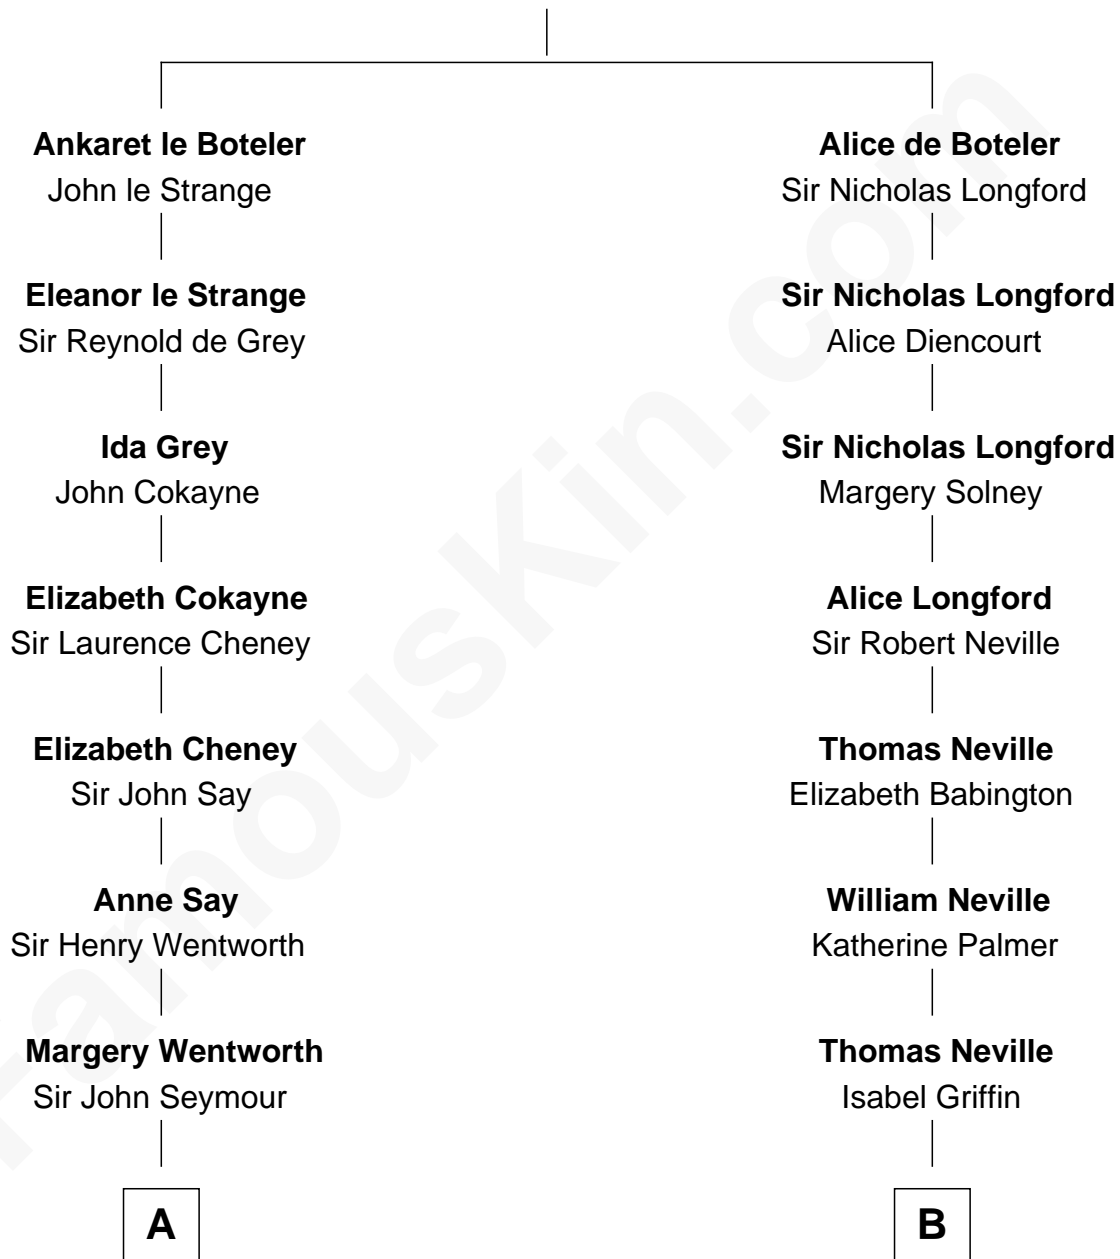 Ankaret le Boteler
John le Strange
Alice de Boteler
Sir Nicholas Longford
Eleanor le Strange
Sir Reynold de Grey
Sir Nicholas Longford
Alice Diencourt
Ida Grey
John Cokayne
Sir Nicholas Longford
Margery Solney
Elizabeth Cokayne
Sir Laurence Cheney
Alice Longford
Sir Robert Neville
Elizabeth Cheney
Sir John Say
Thomas Neville
Elizabeth Babington
Anne Say
Sir Henry Wentworth
William Neville
Katherine Palmer
Margery Wentworth
Sir John Seymour
Thomas Neville
Isabel Griffin
A
B
FamousKin.com